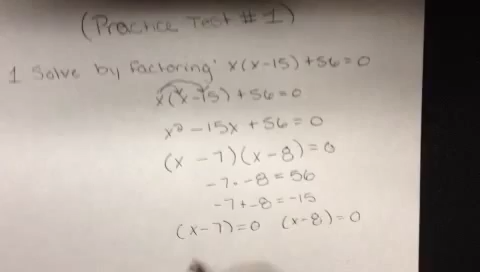 (Practice Test # 1)
1 Solve by factoring: x(x-15) + 56 = 0
x(x-15) + 56 = 0
x² - 15x + 56 = 0
(x - 7)(x - 8) = 0
-7 · -8 = 56
-7 + -8 = -15
(x-7) = 0 (x-8) = 0